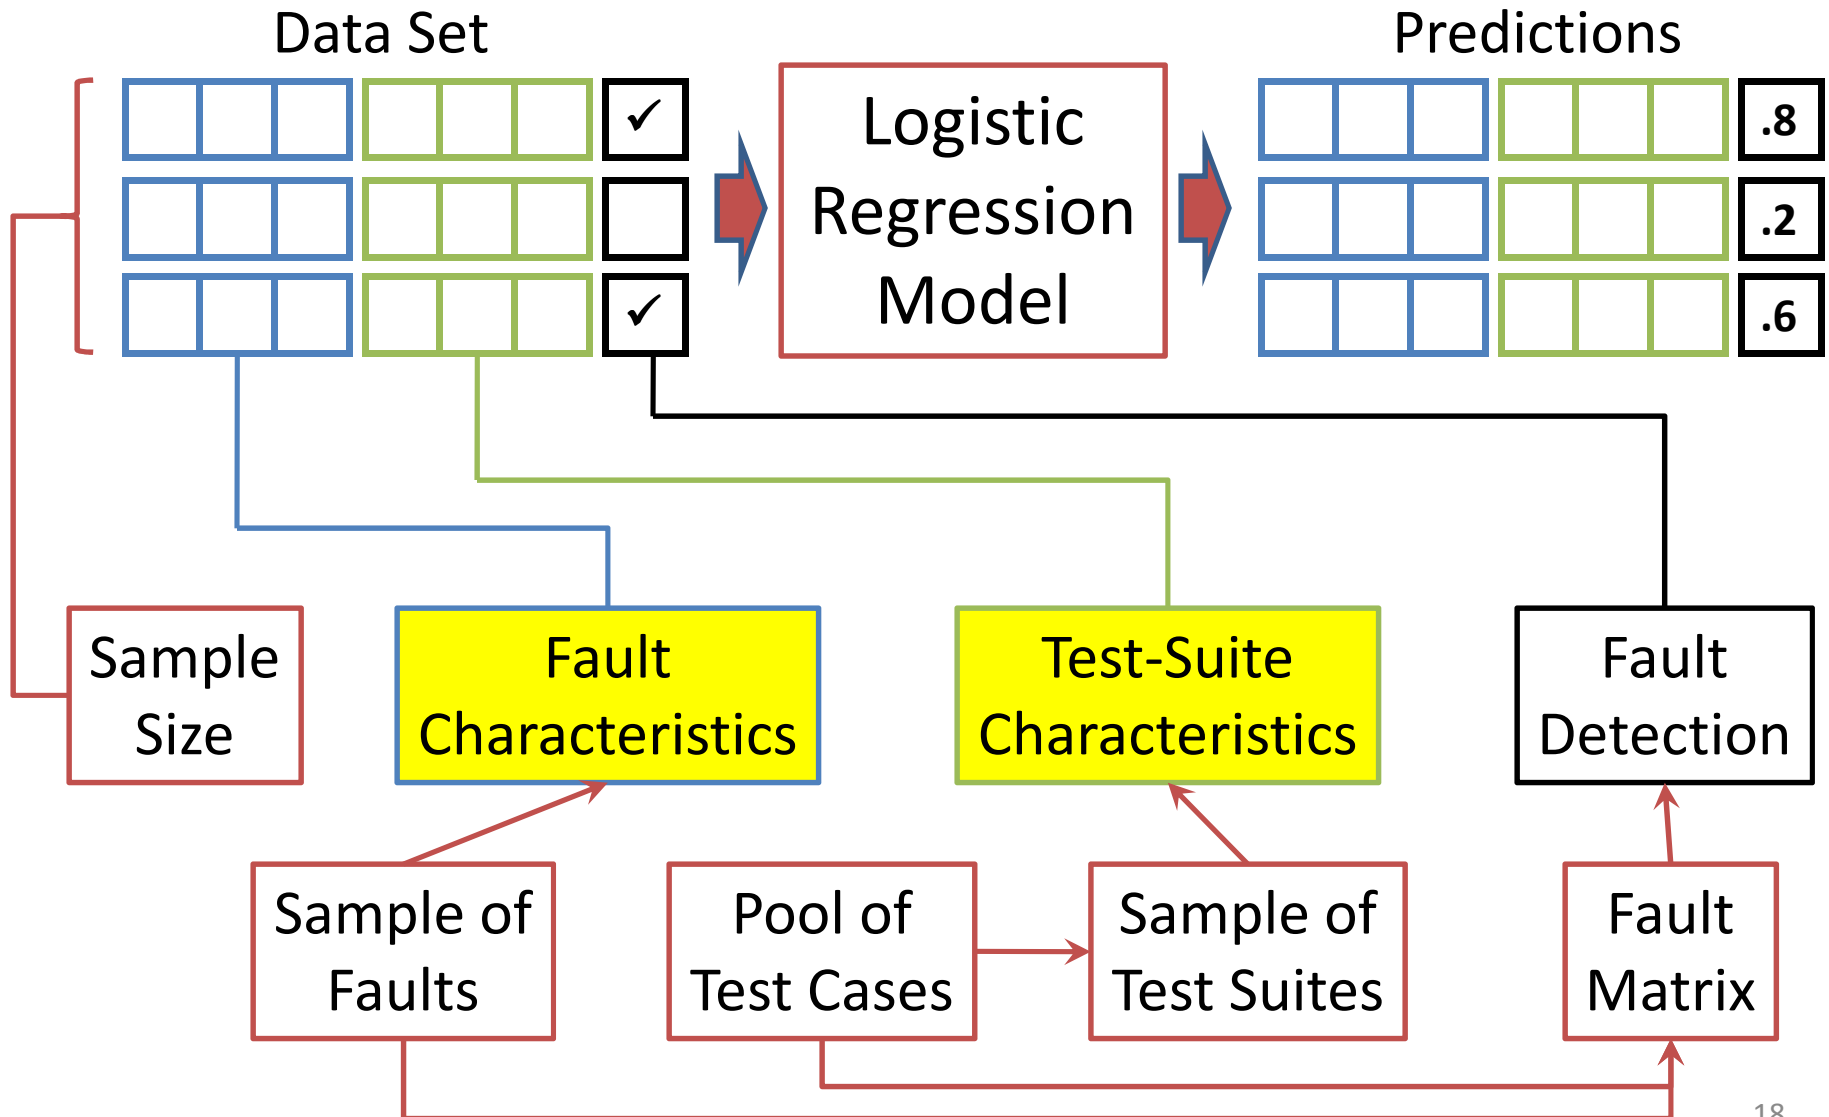 Data Set
Predictions
✓
✓
Logistic
Regression
Model
.8
.2
.6
Sample
Size
Fault
Characteristics
Test-Suite
Characteristics
Fault
Detection
Sample of
Faults
Pool of
Test Cases
Sample of
Test Suites
Fault
Matrix
18